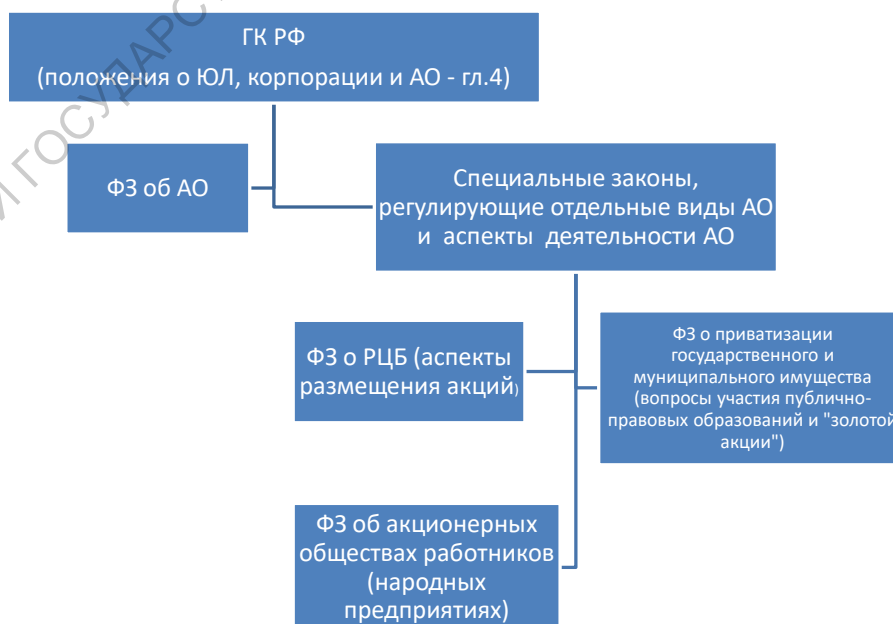 ГК РФ
(положения о ЮЛ, корпорации и АО - гл.4)
ФЗ об АО
Специальные законы,
регулирующие отдельные виды АО
и аспекты деятельности АО
ФЗ о РЦБ (аспекты
размещения акций)
ФЗ о приватизации
государственного и
муниципального имущества
(вопросы участия публично-
правовых образований и "золотой
акции")
ФЗ об акционерных
обществах работников
(народных
предприятиях)